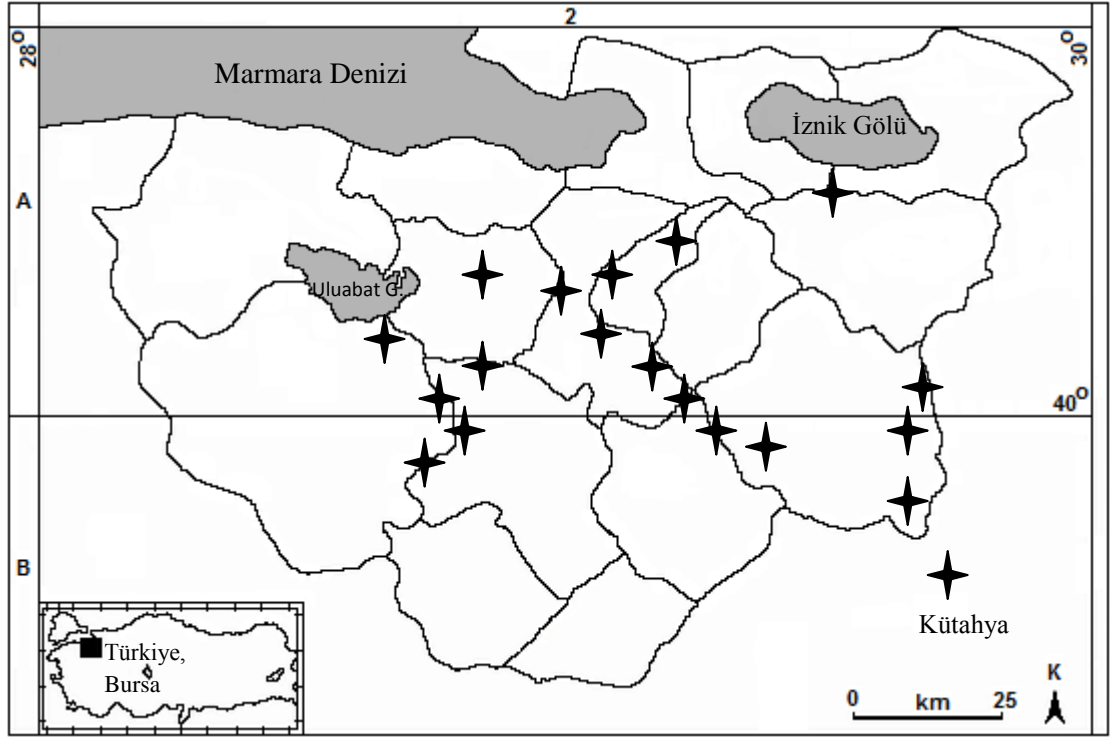 2
28°
30°
Marmara Denizi
İznik Gölü
A
Uluabat G.
40°
B
Kütahya
Türkiye,
Bursa
K
0 km 25